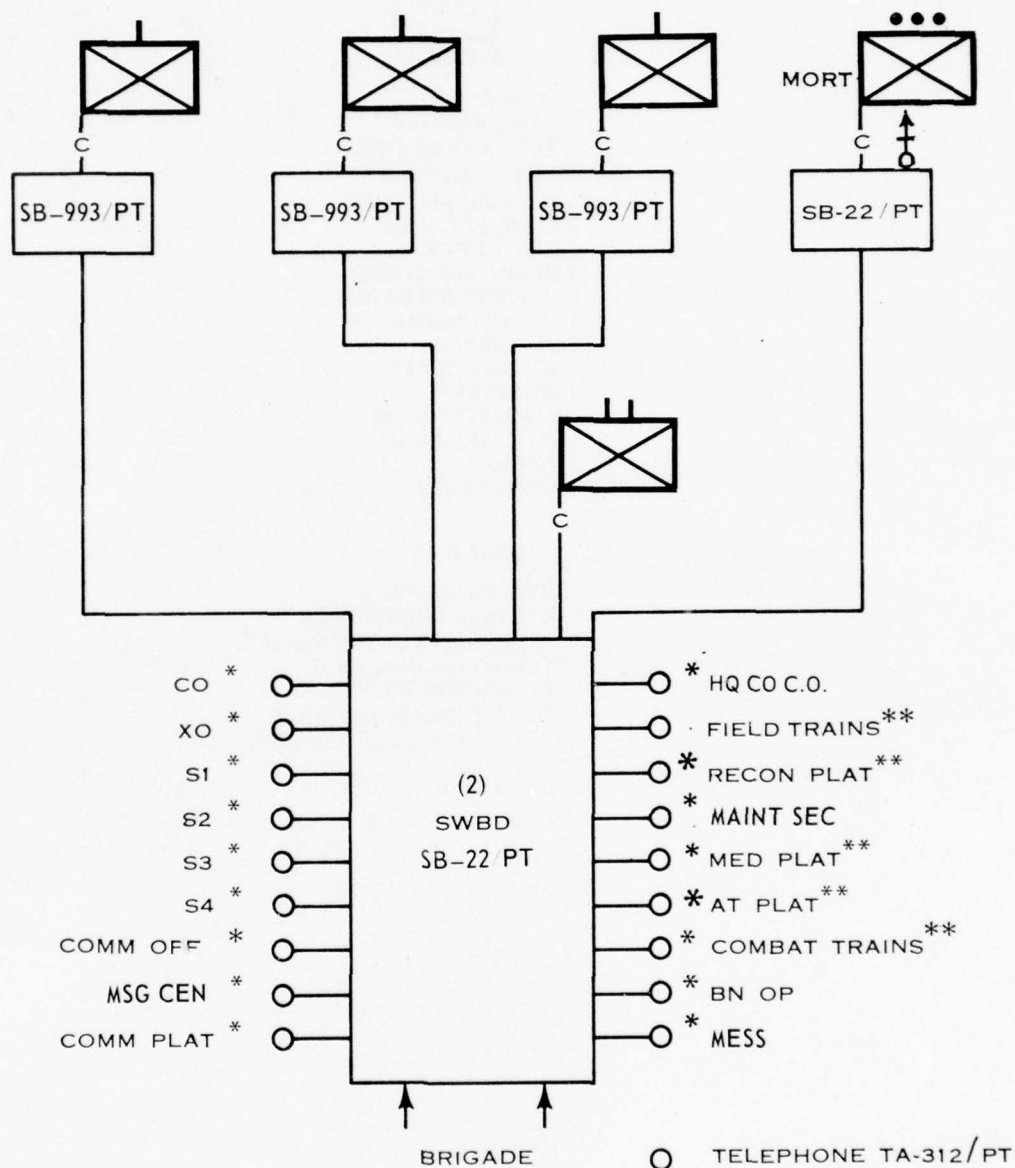 MORT
C
C
C
C
SB-993/PT
SB-993/PT
SB-993/PT
SB-22/PT
C
CO *
* HQ CO C.O.
XO *
* FIELD TRAINS**
S1 *
* RECON PLAT**
(2)
S2 *
* MAINT SEC
SWBD
S3 *
SB-22/PT
* MED PLAT**
S4 *
* AT PLAT**
COMM OFF *
* COMBAT TRAINS**
MSG CEN *
* BN OP
COMM PLAT *
* MESS
BRIGADE
TELEPHONE TA-312/PT